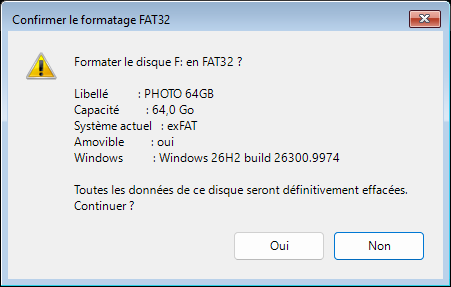 Confirmer le formatage FAT32
Formater le disque F: en FAT32 ?
Libellé : PHOTO 64GB
Capacité : 64,0 Go
Système actuel : exFAT
Amovible : oui
Windows : Windows 26H2 build 26300.9974
Toutes les données de ce disque seront définitivement effacées.
Continuer ?
Oui
Non